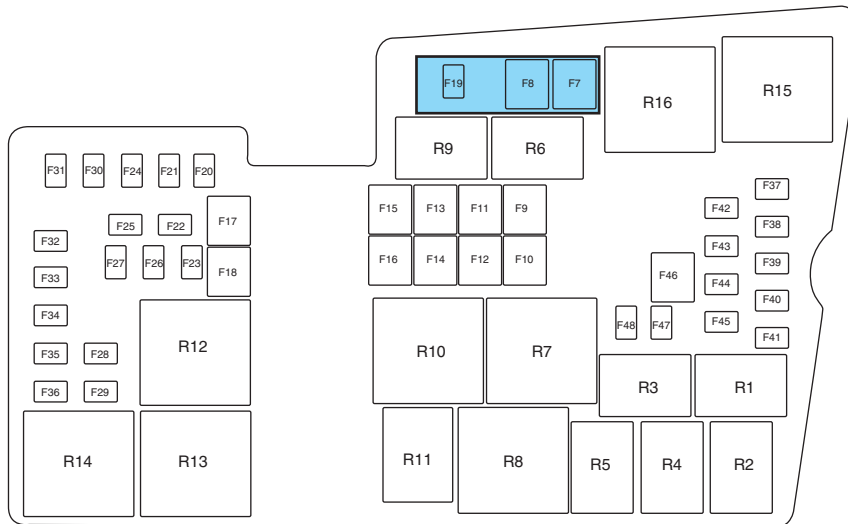 F19 F8 F7
R16 R15
R9 R6
F31 F30 F24 F21 F20
F15 F13 F11 F9
F37
F42
F38
F25 F22 F17
F32
F16 F14 F12 F10
F43
F39
F27 F26 F23 F18
F33
F46
F44
F40
F34
F48 F47
F45
F41
R12
R10 R7
F35 F28
R3 R1
F36 F29
R14 R13
R11 R8 R5 R4 R2